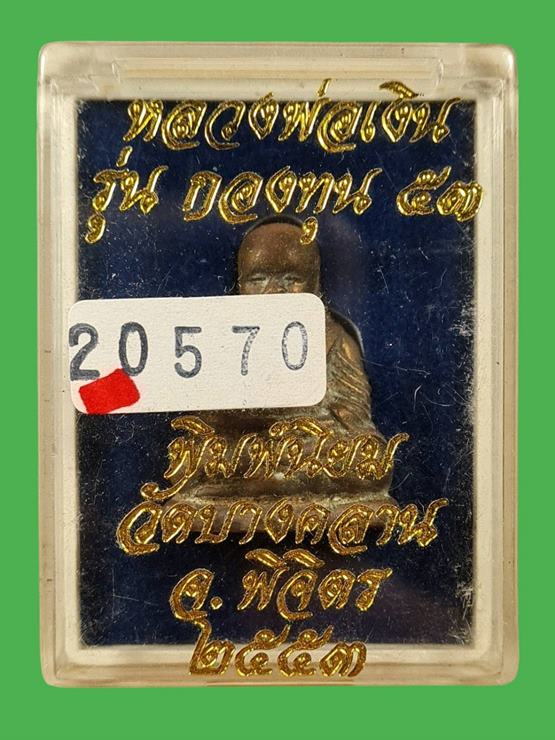 หลวงพ่อเงิน
รุ่น กองทุน ๕๓
20570
พิมพ์นิยม
วัดบางคลาน
จ. พิจิตร
๒๕๕๓